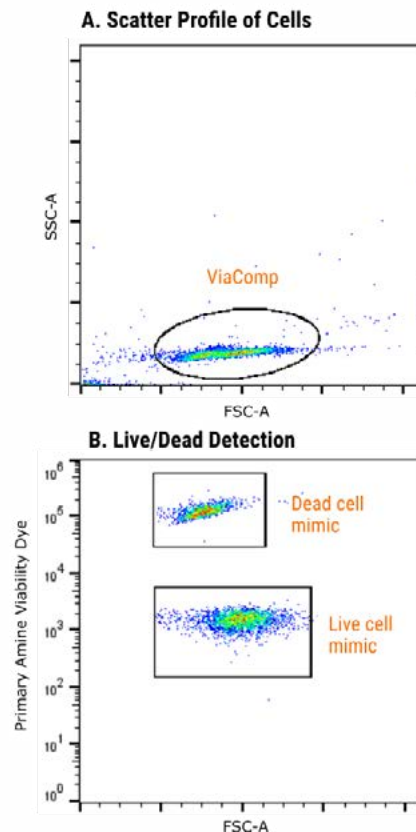 A. Scatter Profile of Cells
SSC-A
ViaComp
FSC-A
B. Live/Dead Detection
Primary Amine Viability Dye
10⁶
10⁵
10⁴
10³
10²
10¹
10⁰
Dead cell
mimic
Live cell
mimic
FSC-A